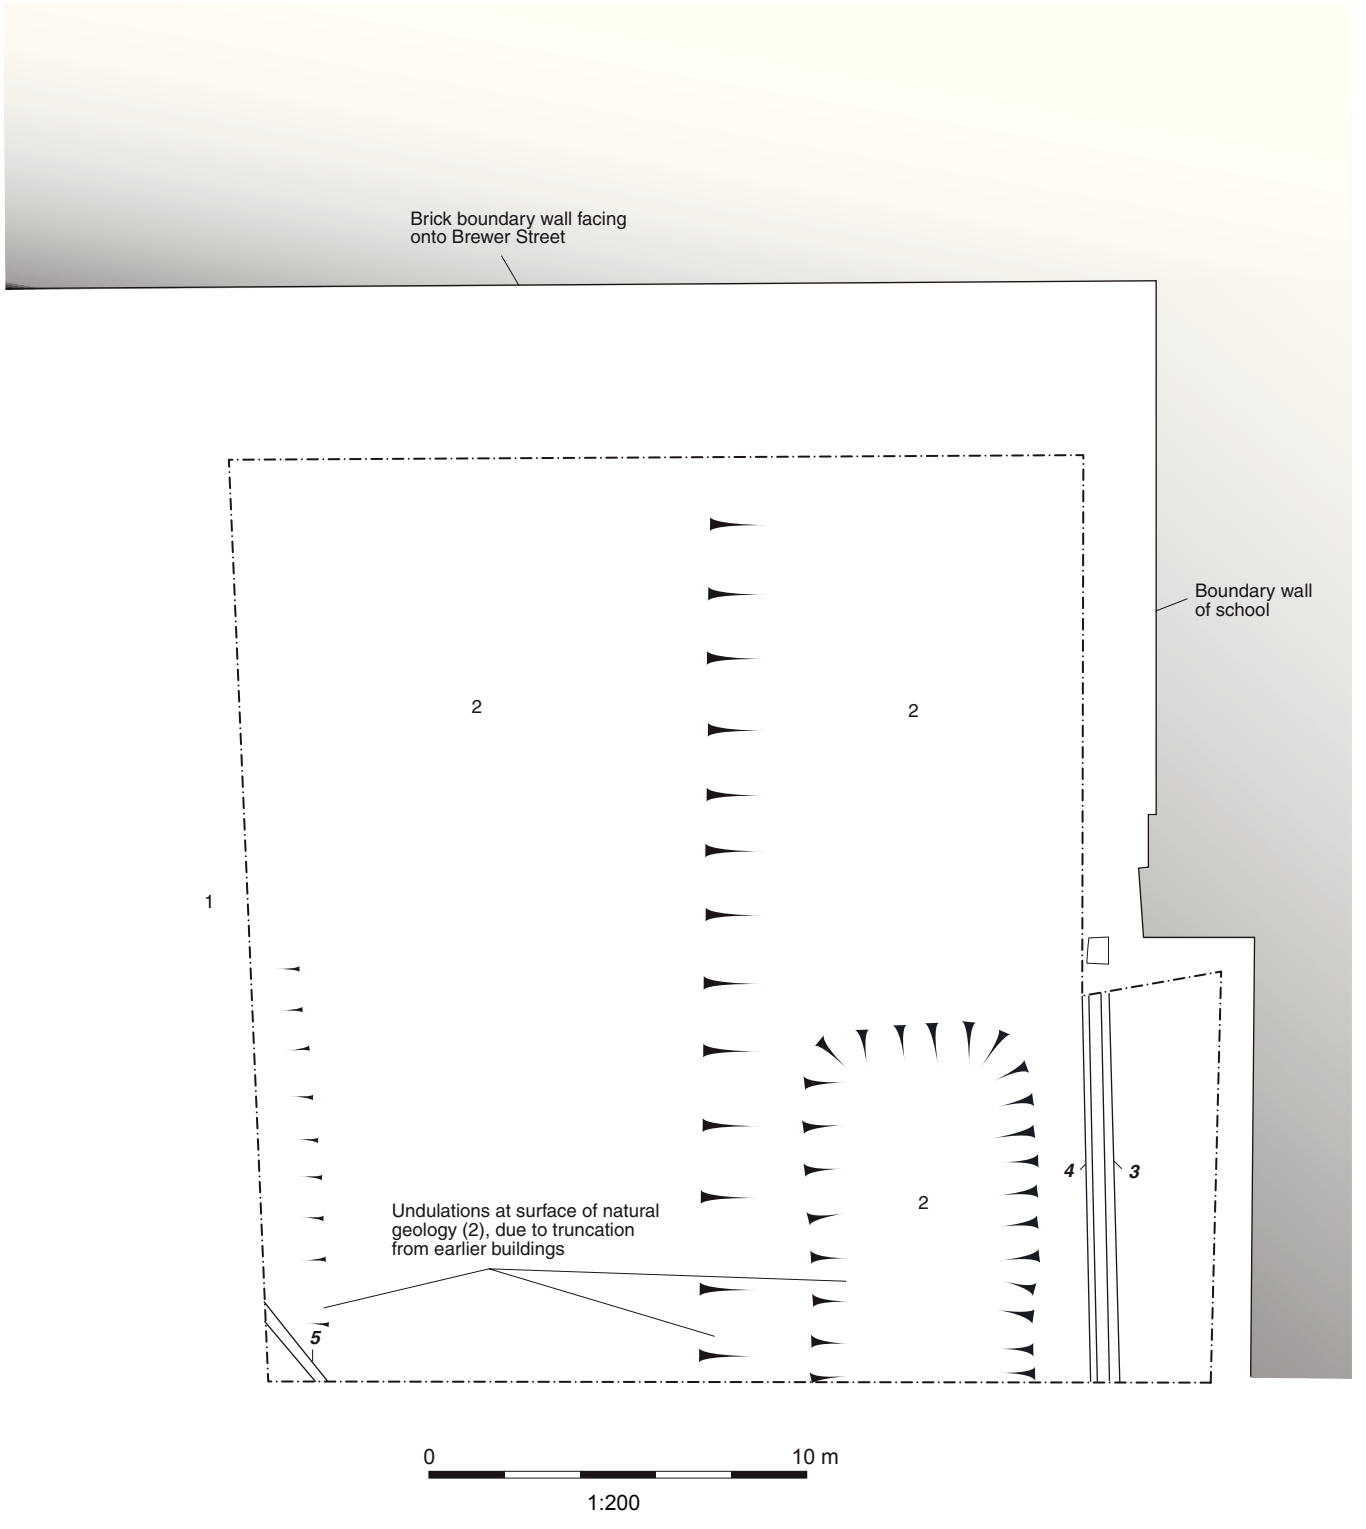 Brick boundary wall facing
onto Brewer Street
Boundary wall
of school
2
2
1
4
3
2
Undulations at surface of natural
geology (2), due to truncation
from earlier buildings
5
0
10 m
1:200